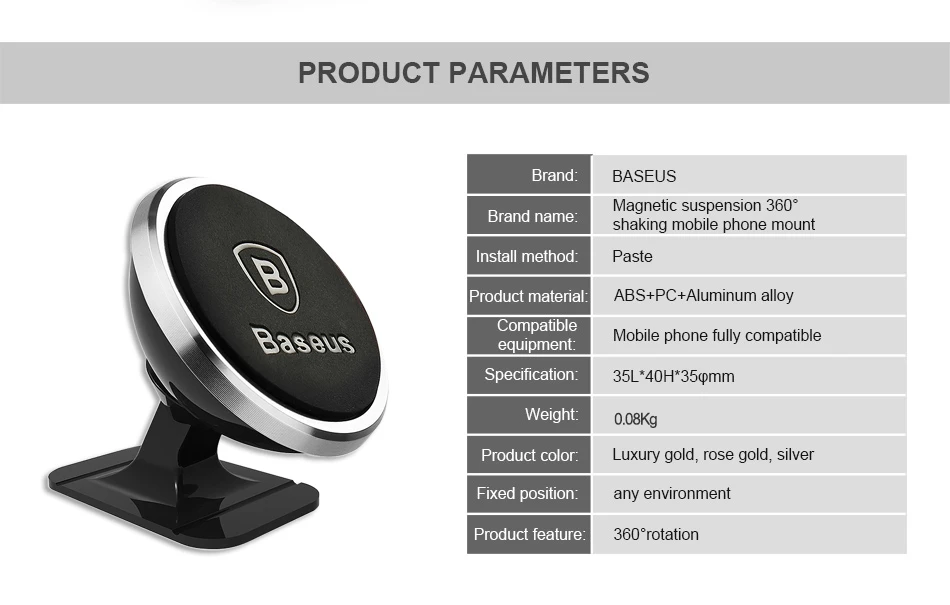 PRODUCT PARAMETERS
B
Baseus
Brand: BASEUS
Brand name: Magnetic suspension 360°
shaking mobile phone mount
Install method: Paste
Product material: ABS+PC+Aluminum alloy
Compatible
equipment: Mobile phone fully compatible
Specification: 35L*40H*35φmm
Weight: 0.08Kg
Product color: Luxury gold, rose gold, silver
Fixed position: any environment
Product feature: 360°rotation